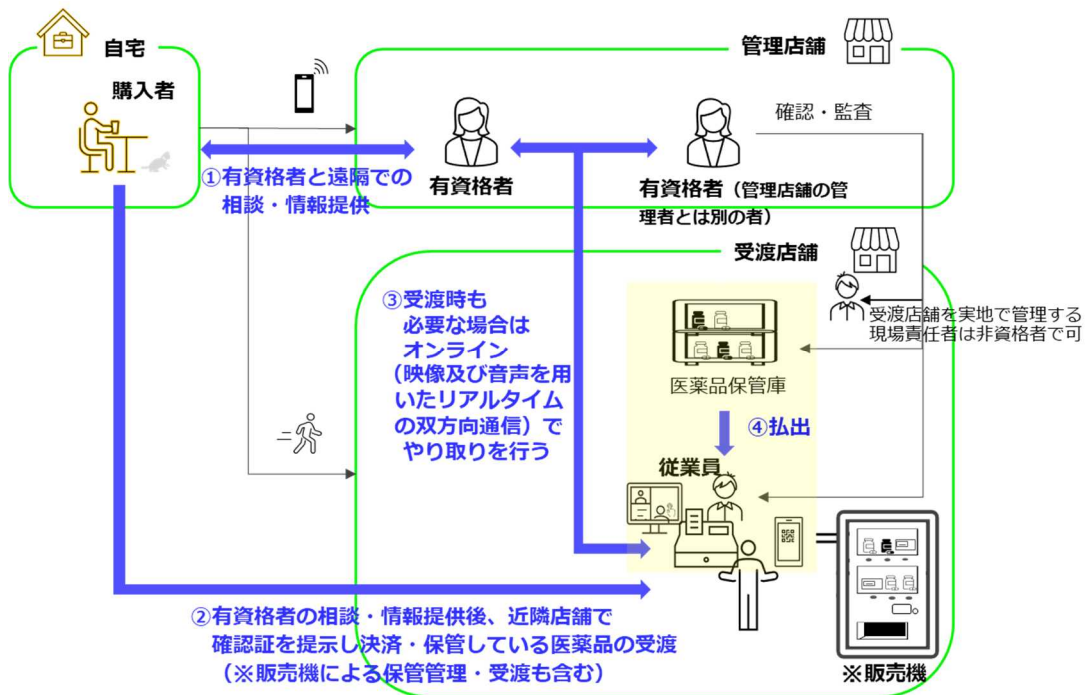 自宅
購入者
管理店舗
確認・監査
①有資格者と遠隔での
相談・情報提供
有資格者
有資格者（管理店舗の管
理者とは別の者）
受渡店舗
③受渡時も
必要な場合は
オンライン
（映像及び音声を用
いたリアルタイム
の双方向通信）で
やり取りを行う
受渡店舗を実地で管理する
現場責任者は非資格者で可
医薬品保管庫
④払出
従業員
②有資格者の相談・情報提供後、近隣店舗で
確認証を提示し決済・保管している医薬品の受渡
（※販売機による保管管理・受渡も含む）
※販売機